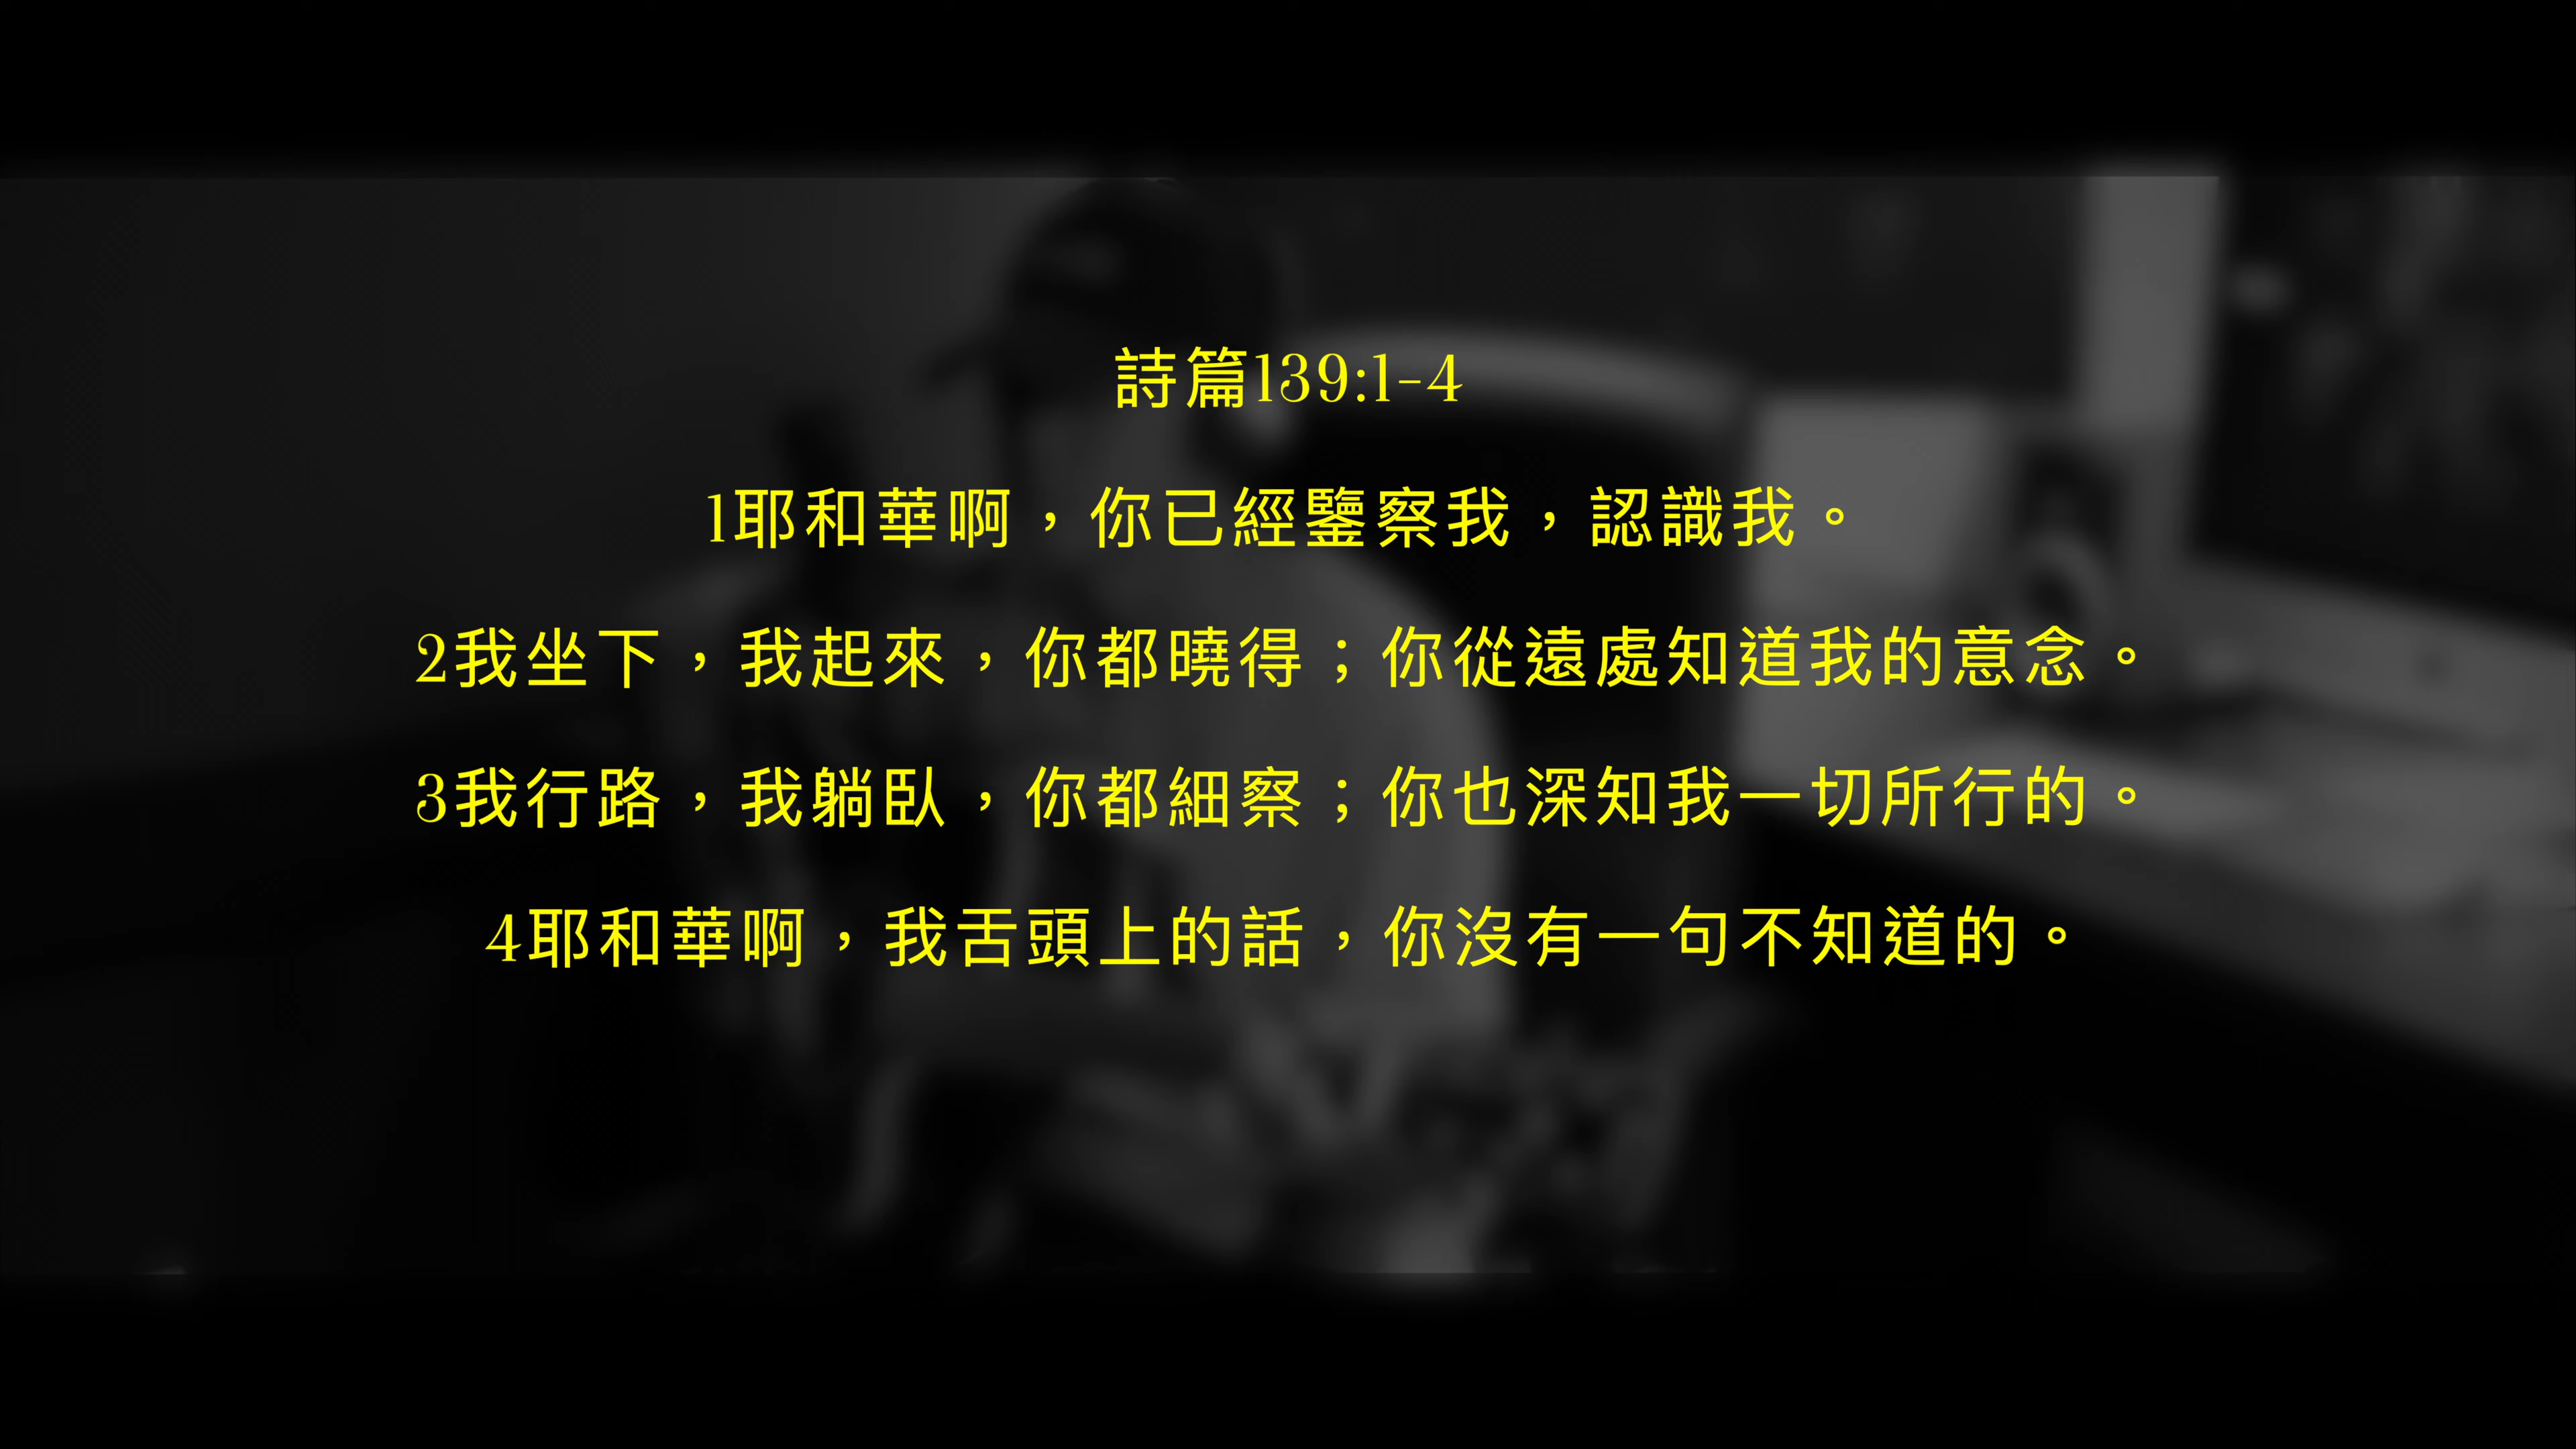 詩篇139:1-4
1耶和華啊，你已經鑒察我，認識我。
2我坐下，我起來，你都曉得；你從遠處知道我的意念。
3我行路，我躺臥，你都細察；你也深知我一切所行的。
4耶和華啊，我舌頭上的話，你沒有一句不知道的。